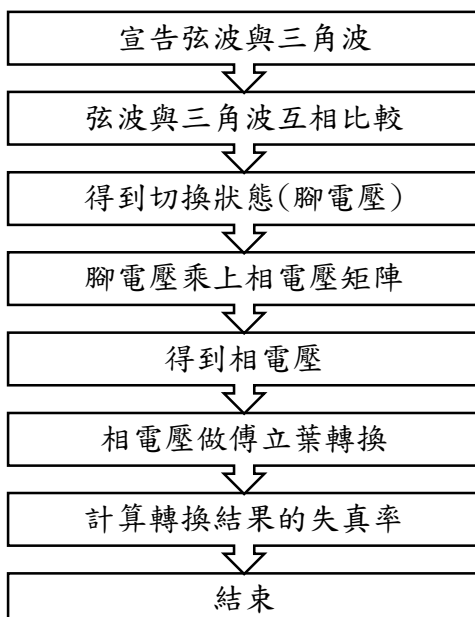 宣告弦波與三角波
弦波與三角波互相比較
得到切換狀態(腳電壓)
腳電壓乘上相電壓矩陣
得到相電壓
相電壓做傅立葉轉換
計算轉換結果的失真率
結束